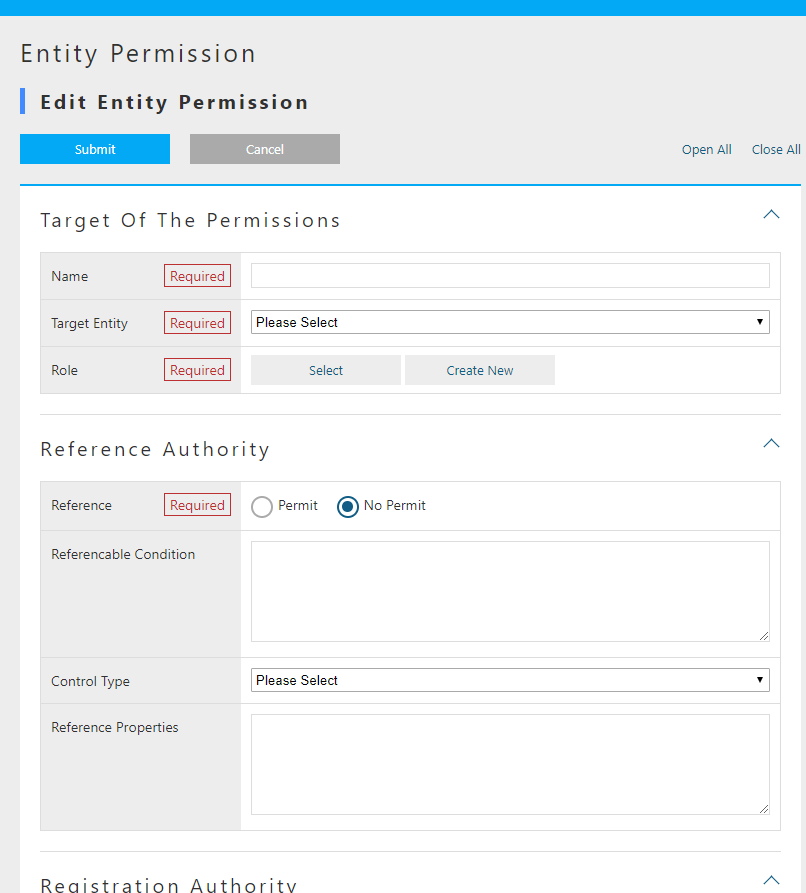 Entity Permission
Edit Entity Permission
Submit Cancel Open All Close All
Target Of The Permissions
Name Required
Target Entity Required Please Select
Role Required Select Create New
Reference Authority
Reference Required Permit No Permit
Referencable Condition
Control Type Please Select
Reference Properties
Registration Authority